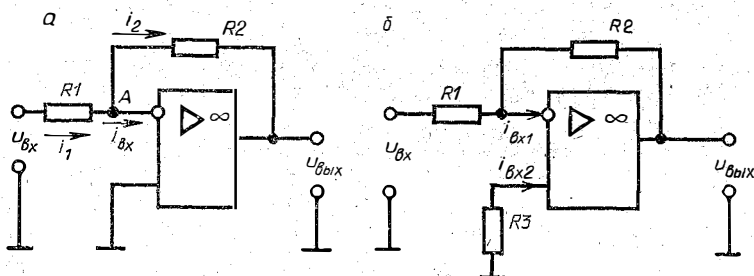 а
i₂
R2
R1
A
▷ ∞
uвх
i₁
iвх
uвых
б
R2
R1
▷ ∞
uвх
iвх1
iвх2
uвых
R3